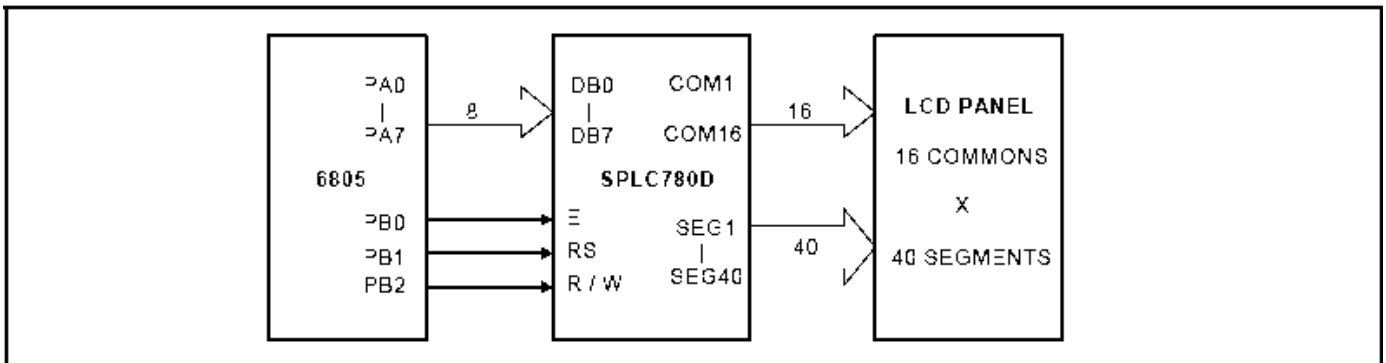 PA0
|
PA7
6805
PB0
PB1
PB2
8
DB0
|
DB7
COM1
COM16
SPLC780D
E
RS
R / W
SEG1
|
SEG40
16
40
LCD PANEL
16 COMMONS
X
40 SEGMENTS